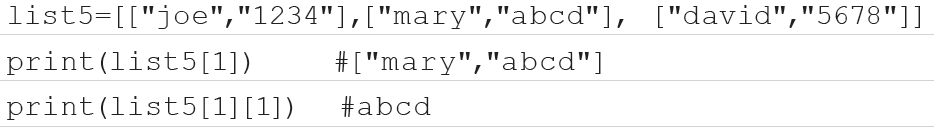 list5=[["joe","1234"],["mary","abcd"], ["david","5678"]]
print(list5[1])     #["mary","abcd"]
print(list5[1][1])   #abcd